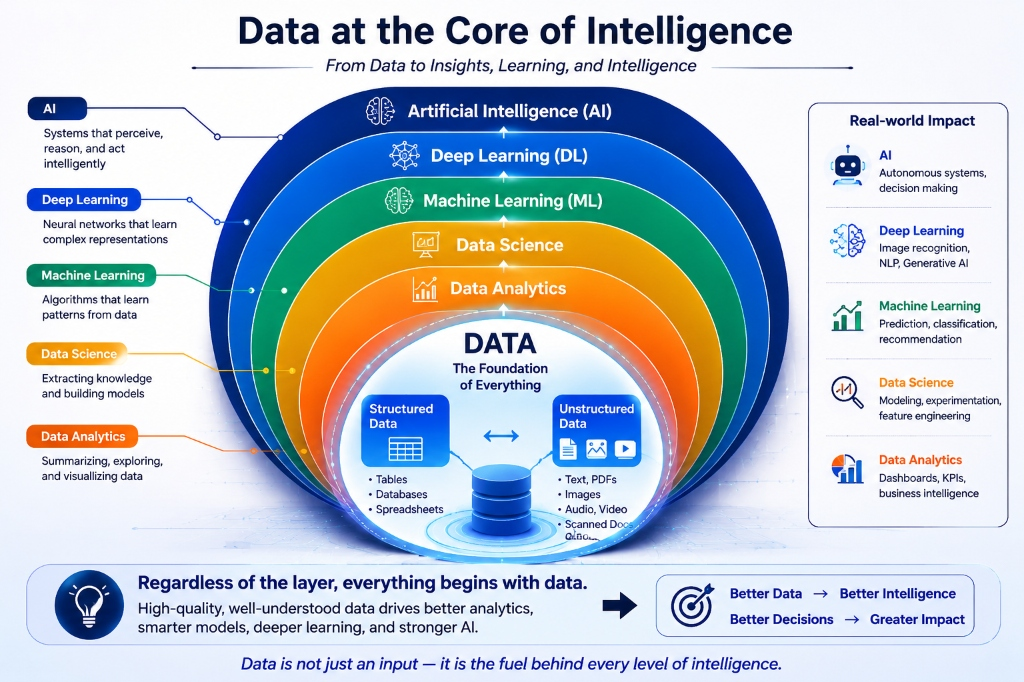 Data at the Core of Intelligence
From Data to Insights, Learning, and Intelligence
AI
Systems that perceive,
reason, and act
intelligently
Deep Learning
Neural networks that learn
complex representations
Machine Learning
Algorithms that learn
patterns from data
Data Science
Extracting knowledge
and building models
Data Analytics
Summarizing, exploring,
and visualizing data
Artificial Intelligence (AI)
Deep Learning (DL)
Machine Learning (ML)
Data Science
Data Analytics
DATA
The Foundation
of Everything
Structured
Data
• Tables
• Databases
• Spreadsheets
Unstructured
Data
• Text, PDFs
• Images
• Audio, Video
• Scanned Docs
Real-world Impact
AI
Autonomous systems,
decision making
Deep Learning
Image recognition,
NLP, Generative AI
Machine Learning
Prediction, classification,
recommendation
Data Science
Modeling, experimentation,
feature engineering
Data Analytics
Dashboards, KPIs,
business intelligence
Regardless of the layer, everything begins with data.
High-quality, well-understood data drives better analytics,
smarter models, deeper learning, and stronger AI.
Better Data → Better Intelligence
Better Decisions → Greater Impact
Data is not just an input — it is the fuel behind every level of intelligence.